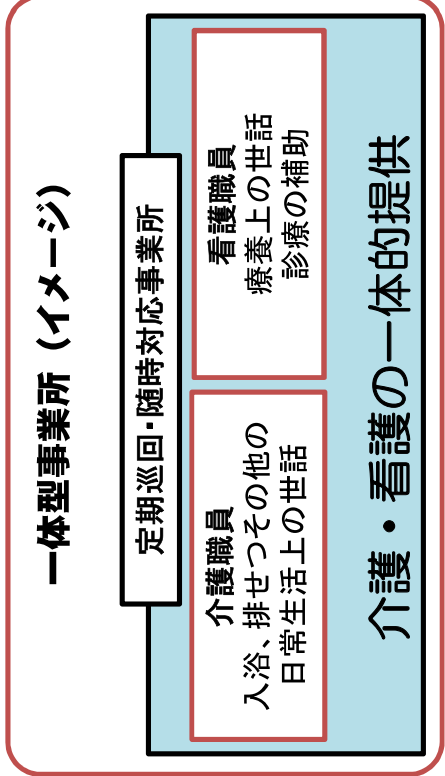 一体型事業所（イメージ）
定期巡回・随時対応事業所
介護職員
入浴、排せつその他の
日常生活上の世話
看護職員
療養上の世話
診療の補助
介護・看護の一体的提供